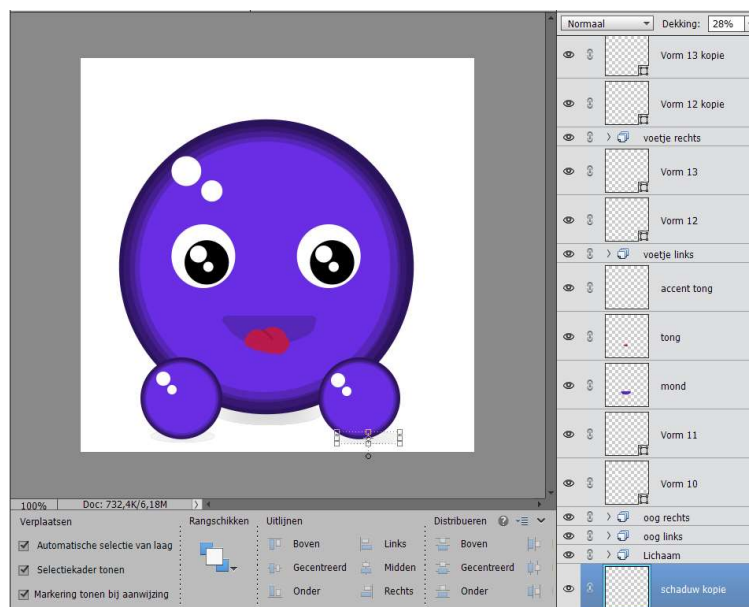 Normaal Dekking: 28%
Vorm 13 kopie
Vorm 12 kopie
voetje rechts
Vorm 13
Vorm 12
voetje links
accent tong
tong
mond
Vorm 11
Vorm 10
oog rechts
oog links
Lichaam
schaduw kopie
100% Doc: 732,4K/6,18M
Verplaatsen Rangschikken Uitlijnen Distribueren
Automatische selectie van laag Boven Links Boven
Selectiekader tonen Gecentreerd Midden Gecentreerd
Markering tonen bij aanwijzing Onder Rechts Onder